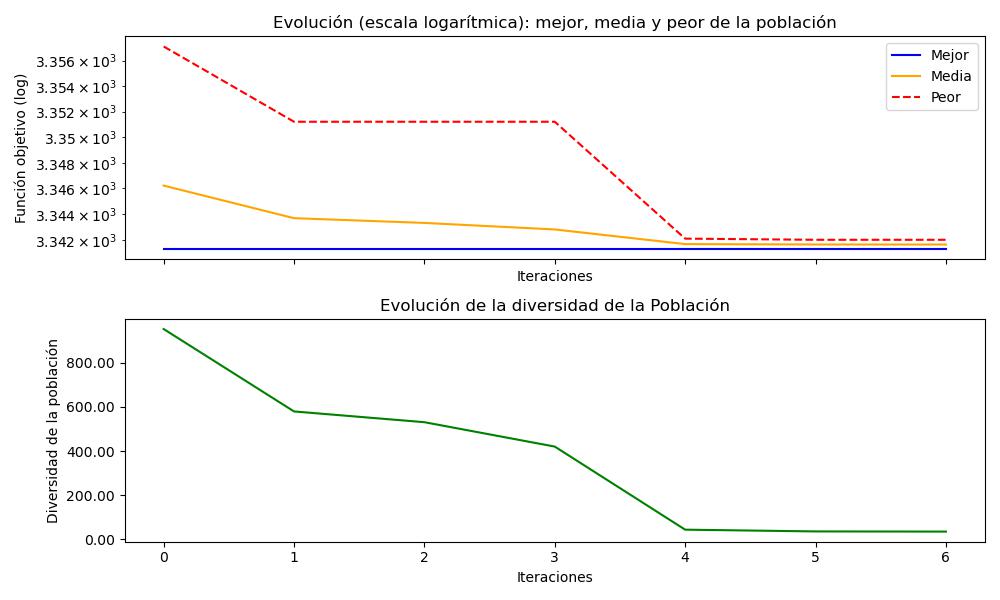 Evolución (escala logarítmica): mejor, media y peor de la población
Función objetivo (log)
3.356 × 10³
3.354 × 10³
3.352 × 10³
3.35 × 10³
3.348 × 10³
3.346 × 10³
3.344 × 10³
3.342 × 10³
Mejor
Media
Peor
Iteraciones
Evolución de la diversidad de la Población
Diversidad de la población
800.00
600.00
400.00
200.00
0.00
0 1 2 3 4 5 6
Iteraciones